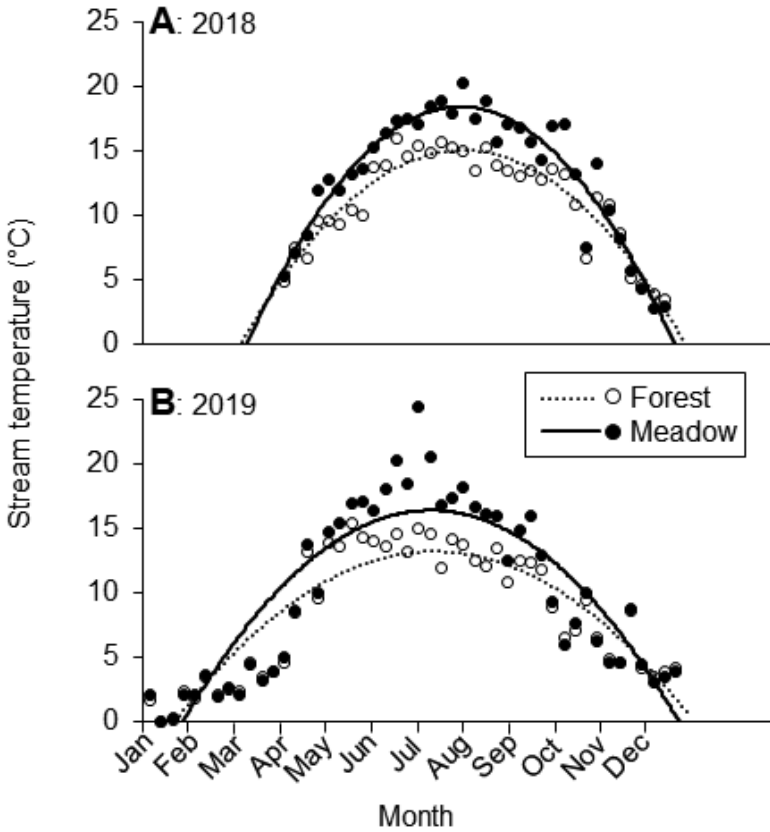 A: 2018
25
20
15
10
5
0
Stream temperature (°C)
B: 2019
25
20
15
10
5
0
Forest
Meadow
Jan Feb Mar Apr May Jun Jul Aug Sep Oct Nov Dec
Month